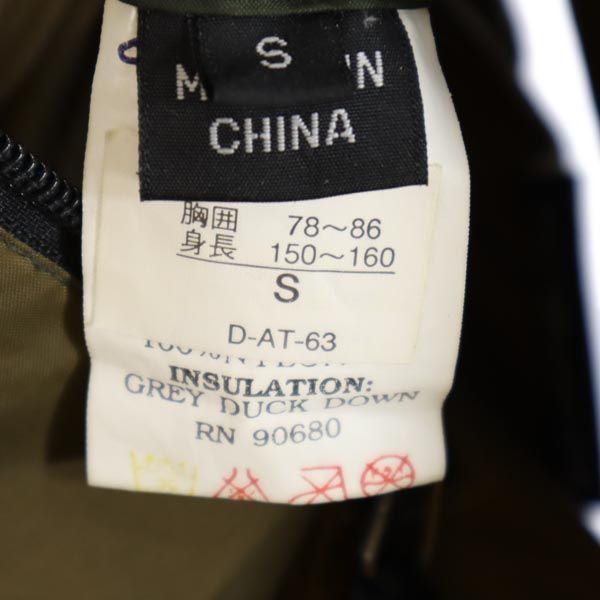 S
CHINA
胸囲 78～86
身長 150～160
S
D-AT-63
INSULATION:
GREY DUCK DOWN
RN 90680